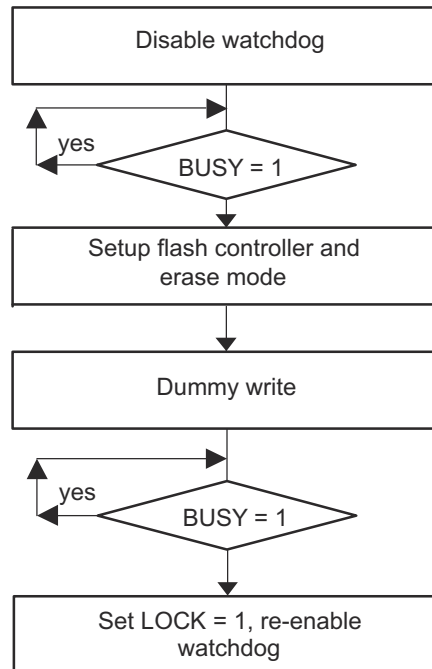 Disable watchdog
yes
BUSY = 1
Setup flash controller and
erase mode
Dummy write
yes
BUSY = 1
Set LOCK = 1, re-enable
watchdog